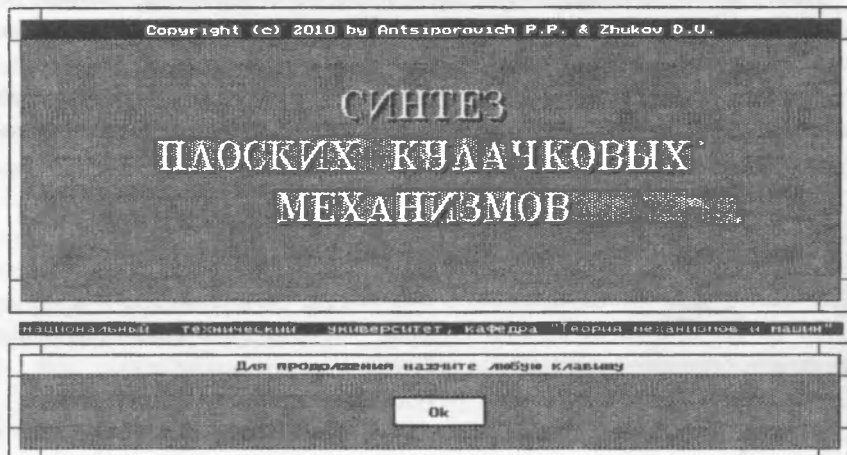 Copyright (c) 2010 by Antsiporovich P.P. & Zhukov D.V.
СИНТЕЗ
ПЛОСКИХ КУЛАЧКОВЫХ
МЕХАНИЗМОВ
национальный технический университет, кафедра "Теория механизмов и машин"
Для продолжения нажмите любую клавишу
Ok